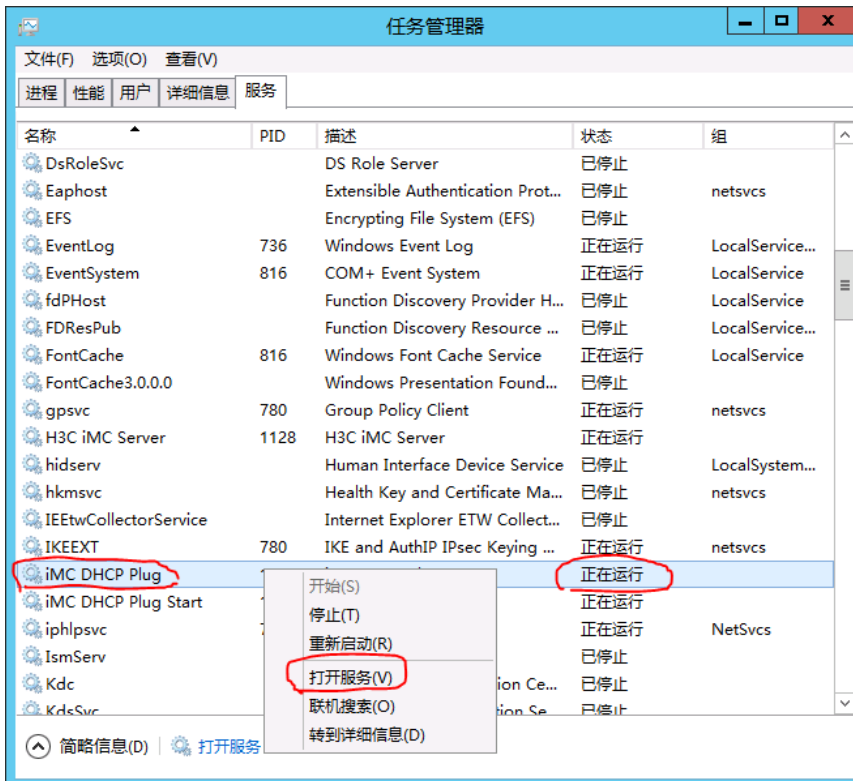 任务管理器
文件(F) 选项(O) 查看(V)
进程 性能 用户 详细信息 服务
名称 PID 描述 状态 组
DsRoleSvc DS Role Server 已停止
Eaphost Extensible Authentication Prot... 已停止 netsvcs
EFS Encrypting File System (EFS) 已停止
EventLog 736 Windows Event Log 正在运行 LocalService...
EventSystem 816 COM+ Event System 正在运行 LocalService
fdPHost Function Discovery Provider H... 已停止 LocalService
FDResPub Function Discovery Resource ... 已停止 LocalService...
FontCache 816 Windows Font Cache Service 正在运行 LocalService
FontCache3.0.0.0 Windows Presentation Found... 已停止
gpsvc 780 Group Policy Client 正在运行 netsvcs
H3C iMC Server 1128 H3C iMC Server 正在运行
hidserv Human Interface Device Service 已停止 LocalSystem...
hkmsvc Health Key and Certificate Ma... 已停止 netsvcs
IEEtwCollectorService Internet Explorer ETW Collect... 已停止
IKEEXT 780 IKE and AuthIP IPsec Keying ... 正在运行 netsvcs
iMC DHCP Plug 正在运行
开始(S)
iMC DHCP Plug Start 正在运行
停止(T)
iphlpsvc 正在运行 NetSvcs
重新启动(R)
IsmServ 已停止
打开服务(V)
Kdc ion Ce... 已停止
联机搜索(O)
KdsSvc ion Se... 已停止
转到详细信息(D)
简略信息(D) 打开服务